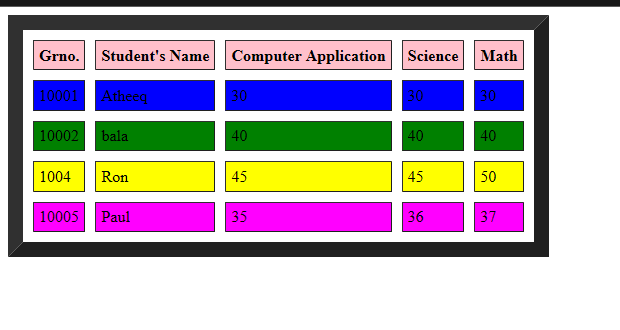 Grno. Student's Name Computer Application Science Math
10001 Atheeq 30 30 30
10002 bala 40 40 40
1004 Ron 45 45 50
10005 Paul 35 36 37